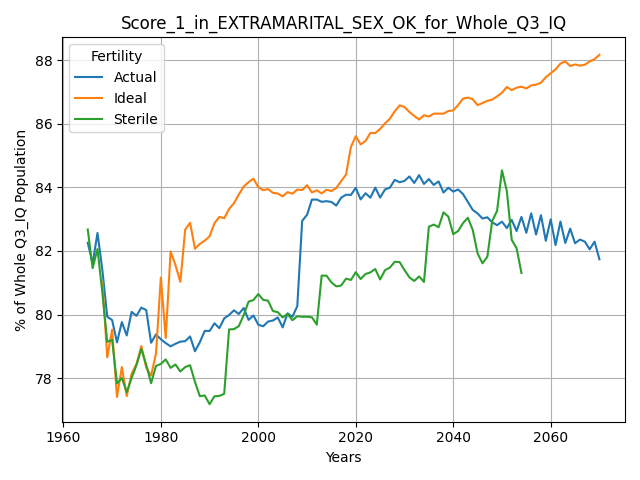 Score_1_in_EXTRAMARITAL_SEX_OK_for_Whole_Q3_IQ
Fertility
Actual
Ideal
Sterile
% of Whole Q3_IQ Population
88
86
84
82
80
78
1960
1980
2000
2020
2040
2060
Years